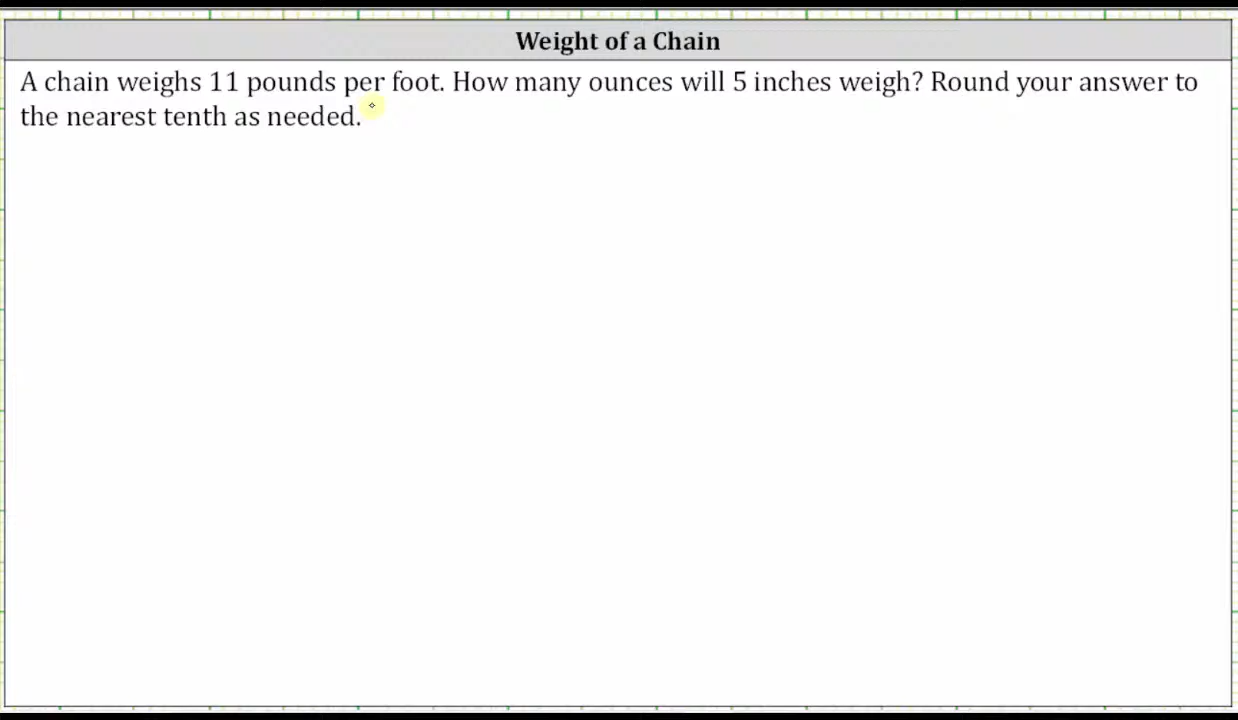 Weight of a Chain
A chain weighs 11 pounds per foot. How many ounces will 5 inches weigh? Round your answer to
the nearest tenth as needed.